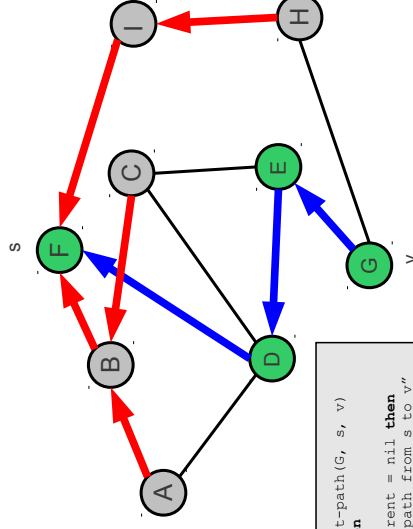 s
F
I
H
B
C
E
A
D
G
v
t-path(G, s, v)
n
rent = nil then
path from s to v"